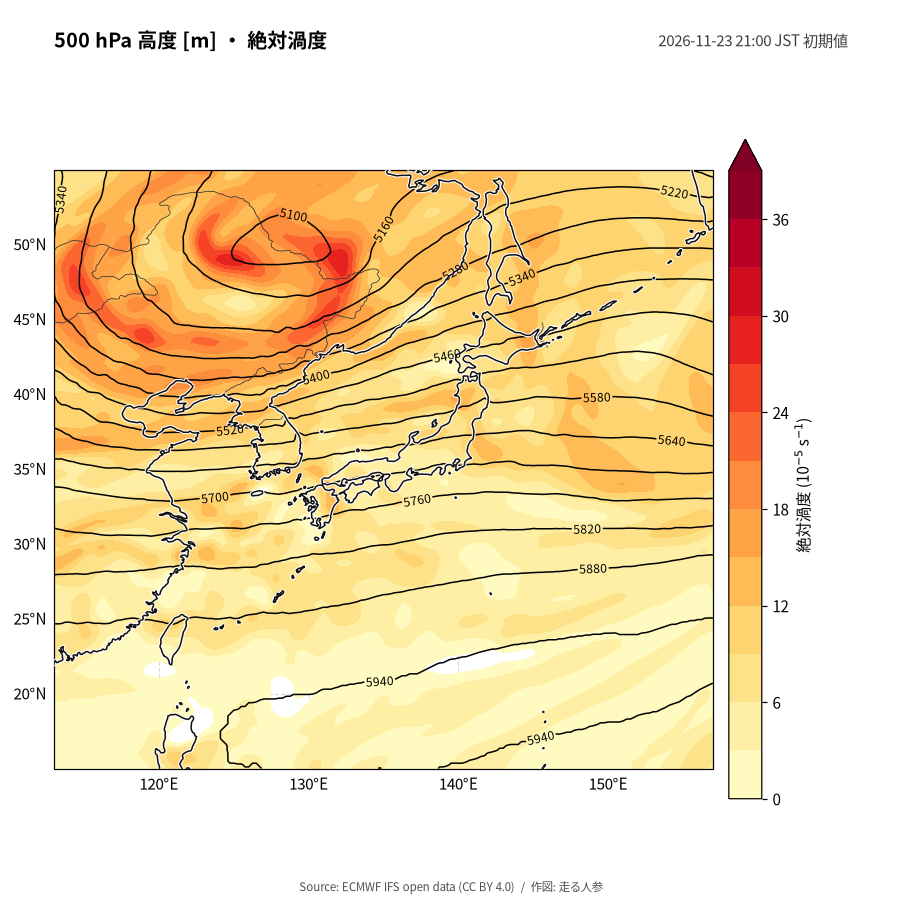 500 hPa 高度 [m] ・ 絶対渦度
2026-11-23 21:00 JST 初期値
5340
5100
5160
5220
5280
5340
5460
5400
5520
5580
5640
5700
5760
5820
5880
5940
5940
50°N
45°N
40°N
35°N
30°N
25°N
20°N
120°E
130°E
140°E
150°E
36
30
24
18
12
6
0
絶対渦度 (10⁻⁵ s⁻¹)
Source: ECMWF IFS open data (CC BY 4.0) / 作図: 走る人参